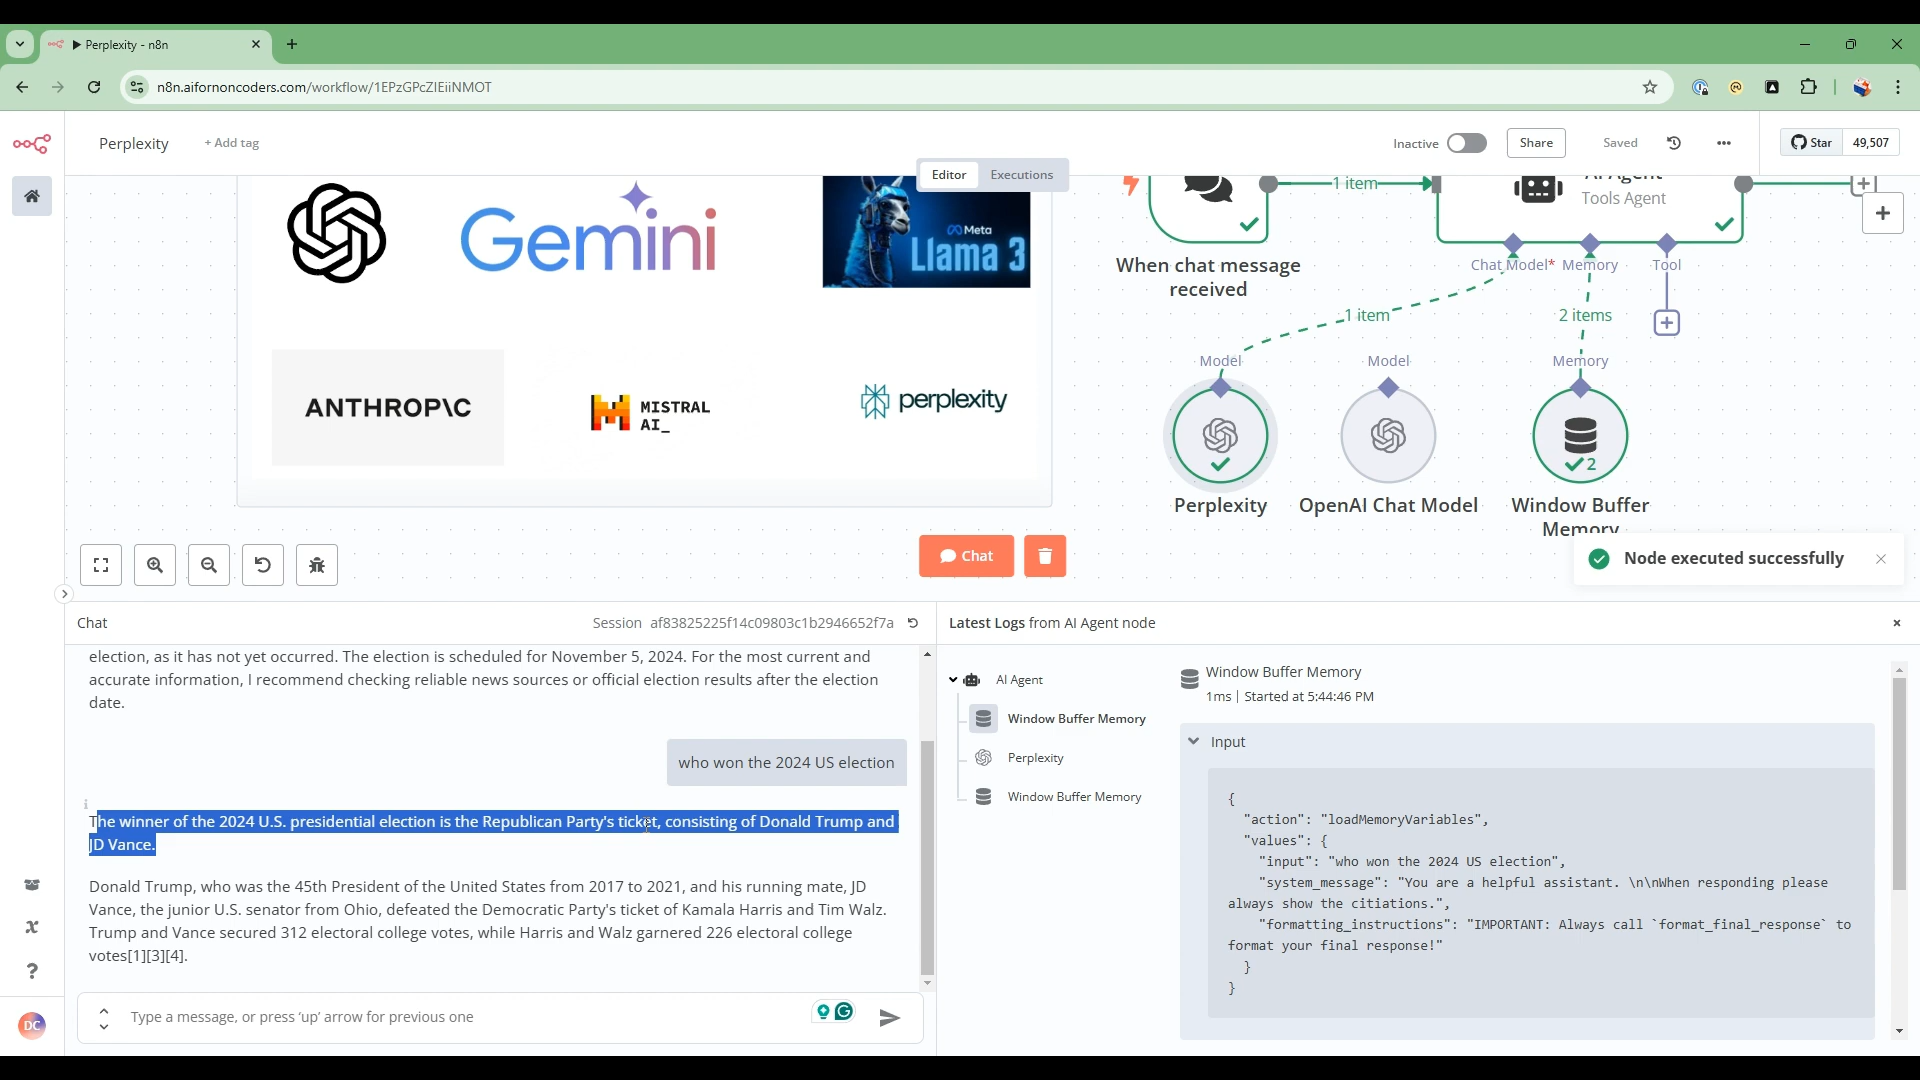 Perplexity - n8n
n8n.aifornoncoders.com/workflow/1EPzGPcZIEiiNMOT
Perplexity
+ Add tag
Inactive
Share
Saved
Star
49,507
Editor
Executions
Gemini
Meta
Llama 3
ANTHROP\C
MISTRAL
AI_
perplexity
1 item
AI Agent
Tools Agent
When chat message
received
Chat Model*
Memory
Tool
1 item
2 items
Model
Model
Memory
2
Perplexity
OpenAI Chat Model
Window Buffer
Memory
Chat
Node executed successfully
Chat
Session af83825225f14c09803c1b2946652f7a
election, as it has not yet occurred. The election is scheduled for November 5, 2024. For the most current and
accurate information, I recommend checking reliable news sources or official election results after the election
date.
who won the 2024 US election
The winner of the 2024 U.S. presidential election is the Republican Party's ticket, consisting of Donald Trump and
JD Vance.
Donald Trump, who was the 45th President of the United States from 2017 to 2021, and his running mate, JD
Vance, the junior U.S. senator from Ohio, defeated the Democratic Party's ticket of Kamala Harris and Tim Walz.
Trump and Vance secured 312 electoral college votes, while Harris and Walz garnered 226 electoral college
votes[1][3][4].
Type a message, or press 'up' arrow for previous one
DC
Latest Logs from AI Agent node
AI Agent
Window Buffer Memory
Perplexity
Window Buffer Memory
Window Buffer Memory
1ms | Started at 5:44:46 PM
Input
{
"action": "loadMemoryVariables",
"values": {
"input": "who won the 2024 US election",
"system_message": "You are a helpful assistant. \n\nWhen responding please
always show the citiations.",
"formatting_instructions": "IMPORTANT: Always call `format_final_response` to
format your final response!"
}
}